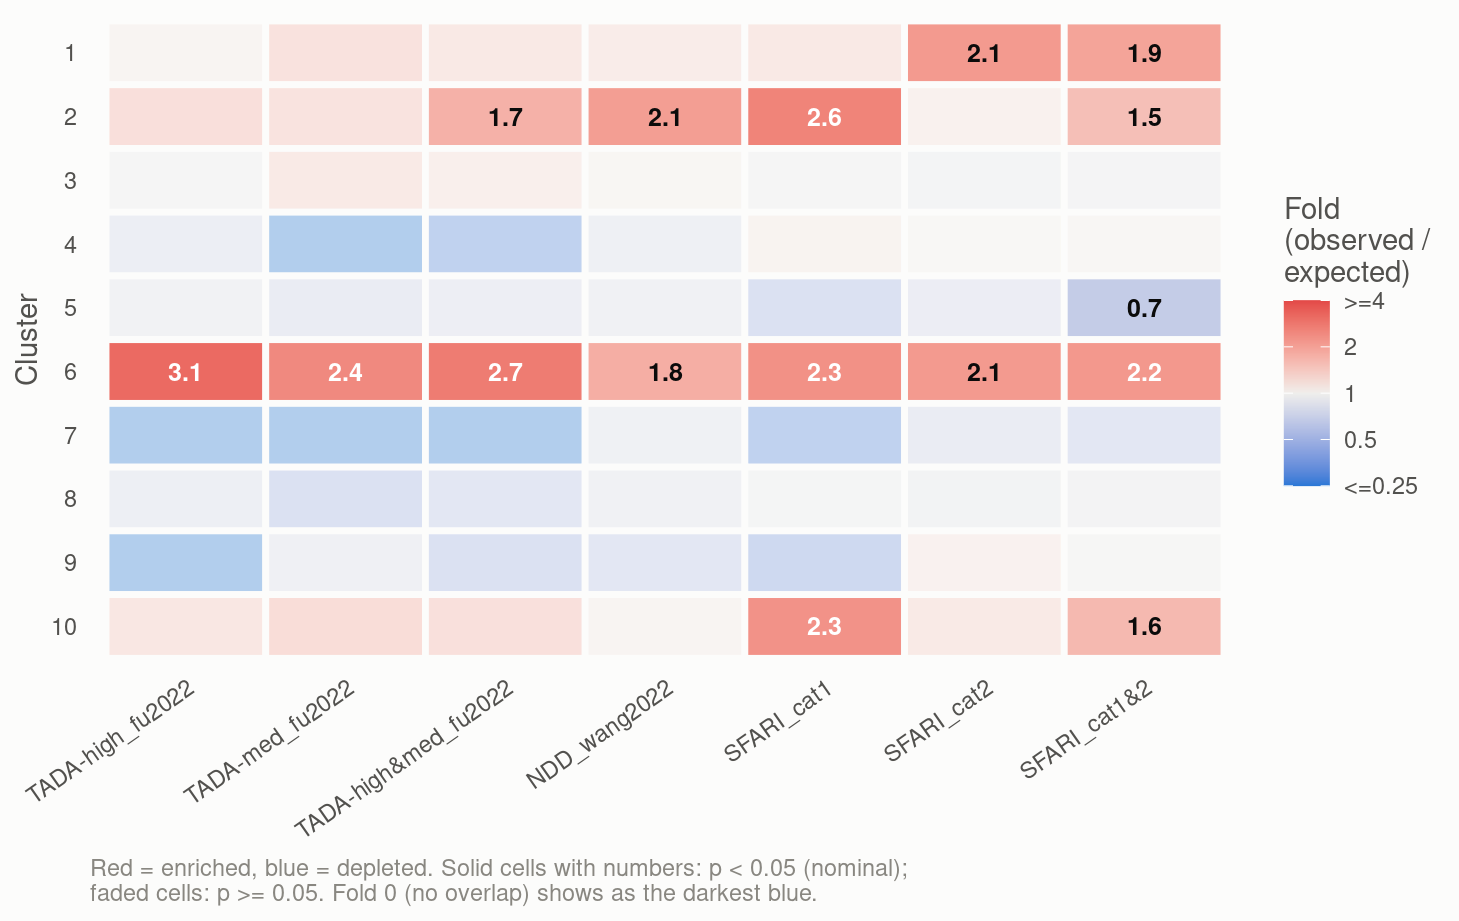 1 2.1 1.9
2 1.7 2.1 2.6 1.5
3
4
5 0.7
6 3.1 2.4 2.7 1.8 2.3 2.1 2.2
7
8
9
10 2.3 1.6
Cluster
TADA-high_fu2022
TADA-med_fu2022
TADA-high&med_fu2022
NDD_wang2022
SFARI_cat1
SFARI_cat2
SFARI_cat1&2
Fold
(observed /
expected)
>=4
2
1
0.5
<=0.25
Red = enriched, blue = depleted. Solid cells with numbers: p < 0.05 (nominal);
faded cells: p >= 0.05. Fold 0 (no overlap) shows as the darkest blue.